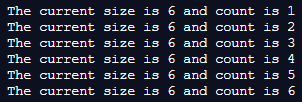 The current size is 6 and count is 1
The current size is 6 and count is 2
The current size is 6 and count is 3
The current size is 6 and count is 4
The current size is 6 and count is 5
The current size is 6 and count is 6